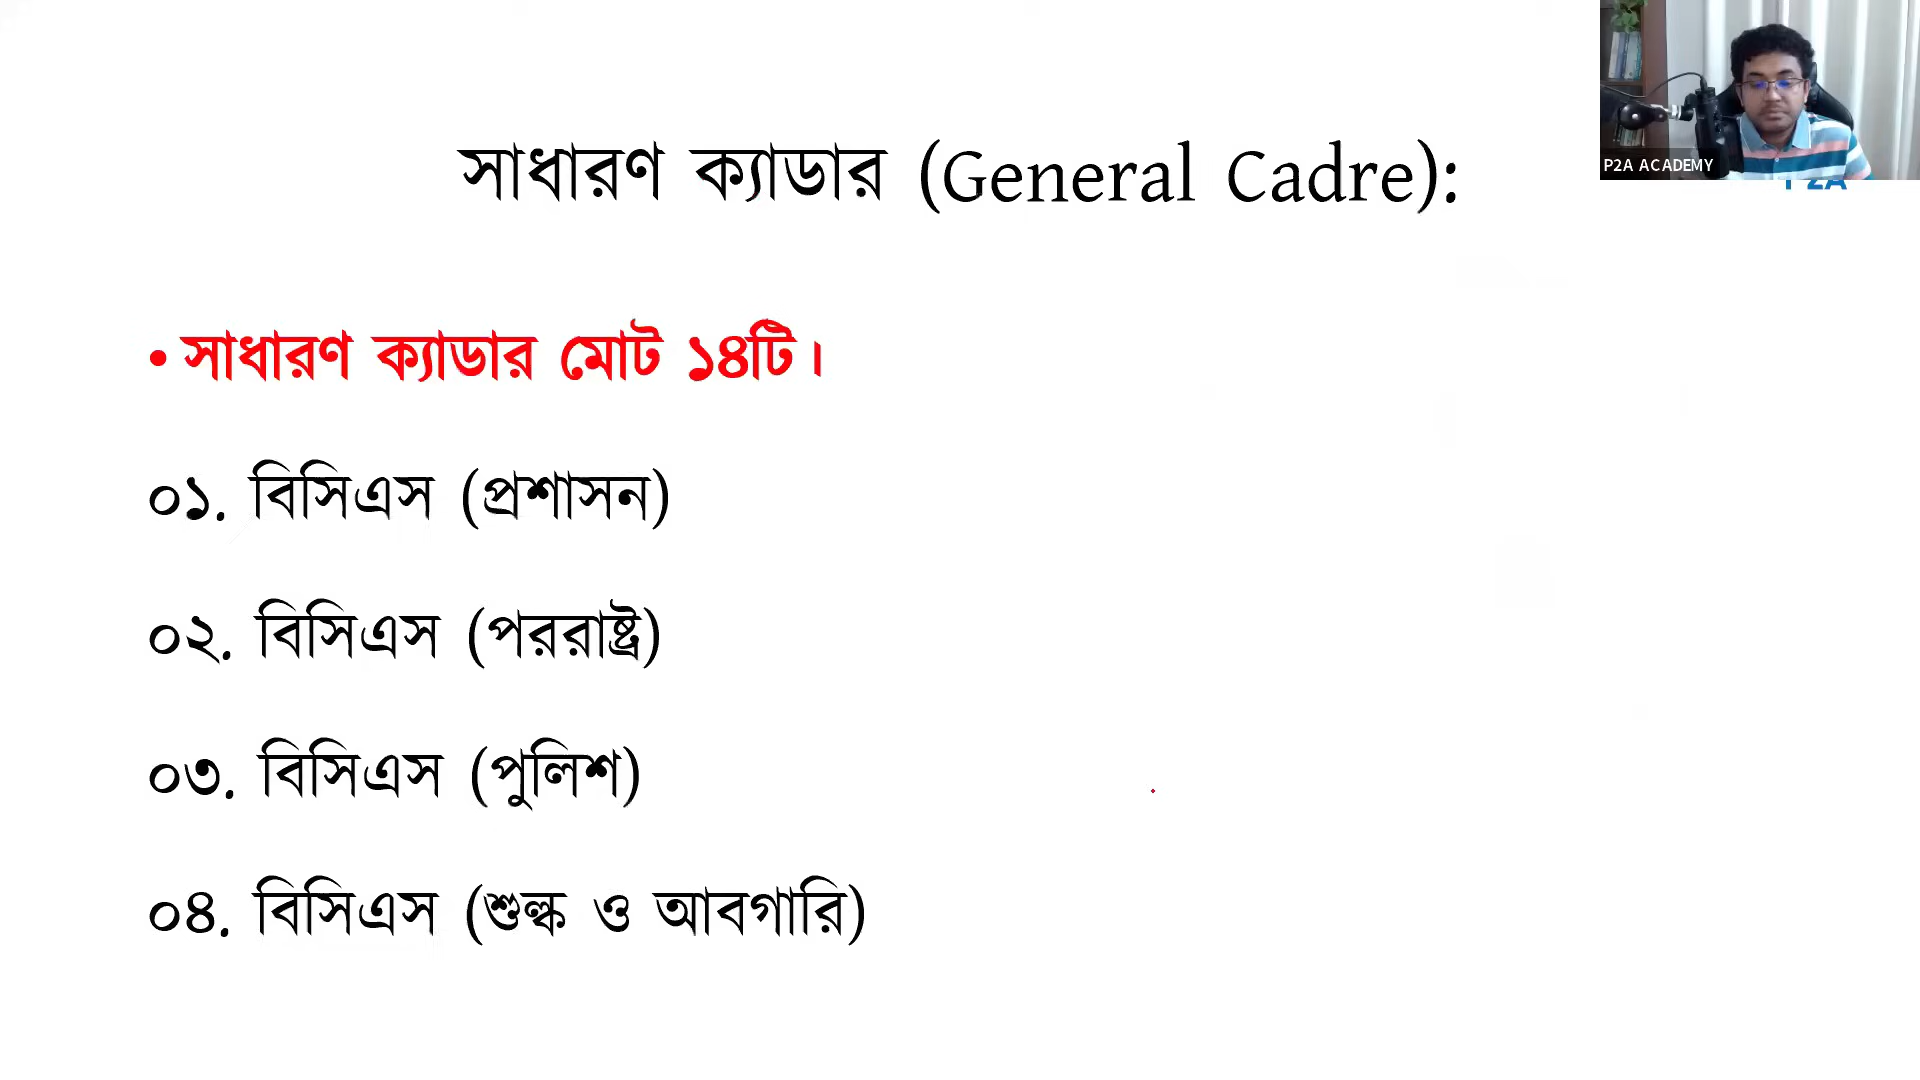 সাধারণ ক্যাডার (General Cadre):
P2A ACADEMY
• সাধারণ ক্যাডার মোট ১৪টি।
০১. বিসিএস (প্রশাসন)
০২. বিসিএস (পররাষ্ট্র)
০৩. বিসিএস (পুলিশ)
০৪. বিসিএস (শুল্ক ও আবগারি)